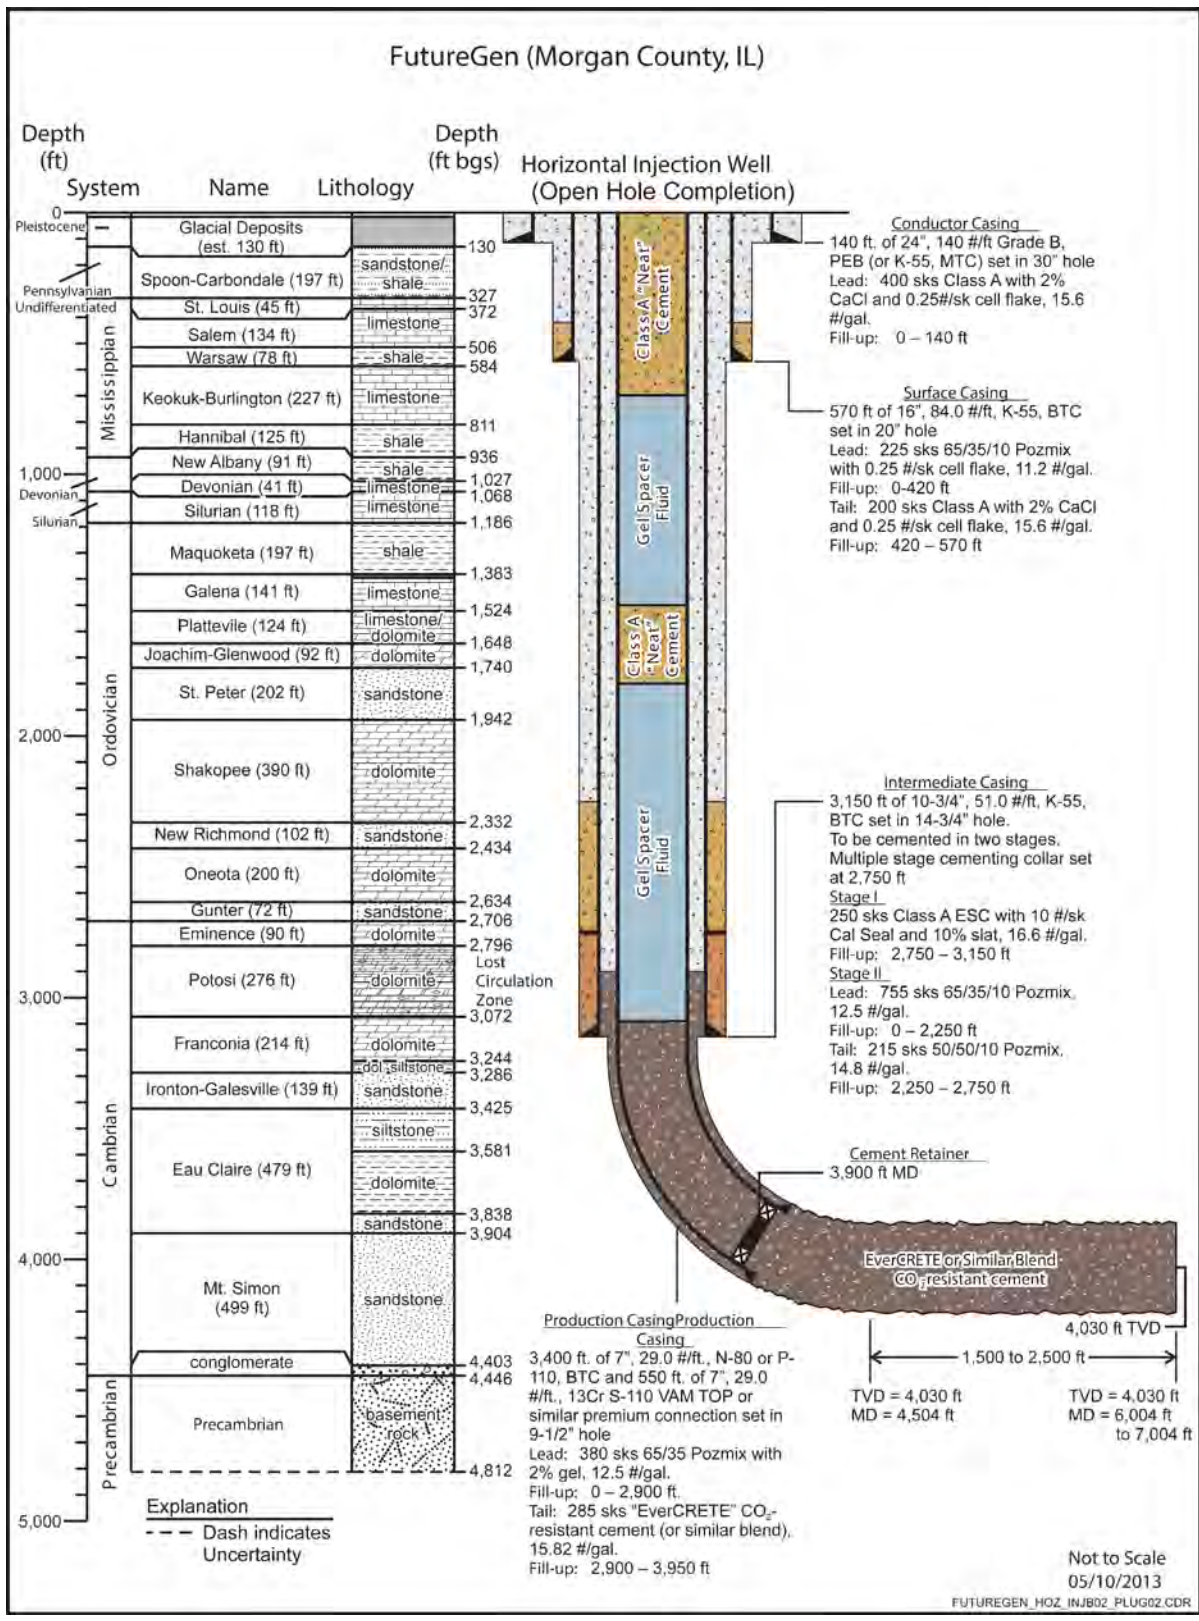 FutureGen (Morgan County, IL)
Depth
(ft)
System
Name
Lithology
Depth
(ft bgs)
Horizontal Injection Well
(Open Hole Completion)
0
Pleistocene
Glacial Deposits
(est. 130 ft)
130
Spoon-Carbondale (197 ft)
sandstone/
shale
Pennsylvanian
Undifferentiated
327
St. Louis (45 ft)
372
Salem (134 ft)
limestone
506
Warsaw (78 ft)
shale
584
Mississippian
Keokuk-Burlington (227 ft)
limestone
811
Hannibal (125 ft)
shale
936
New Albany (91 ft)
shale
1,000
1,027
Devonian
Devonian (41 ft)
limestone
1,068
Silurian
Silurian (118 ft)
limestone
1,186
Maquoketa (197 ft)
shale
1,383
Galena (141 ft)
limestone
1,524
Plattevile (124 ft)
limestone/
dolomite
1,648
Joachim-Glenwood (92 ft)
dolomite
1,740
St. Peter (202 ft)
sandstone
1,942
Ordovician
2,000
Shakopee (390 ft)
dolomite
2,332
New Richmond (102 ft)
sandstone
2,434
Oneota (200 ft)
dolomite
2,634
Gunter (72 ft)
sandstone
2,706
Eminence (90 ft)
dolomite
2,796
Lost
Circulation
Zone
Potosi (276 ft)
dolomite
3,000
3,072
Franconia (214 ft)
dolomite
3,244
dol. siltstone
3,286
Ironton-Galesville (139 ft)
sandstone
3,425
siltstone
3,581
Cambrian
Eau Claire (479 ft)
dolomite
3,838
sandstone
3,904
4,000
Mt. Simon
(499 ft)
sandstone
4,403
conglomerate
4,446
Precambrian
Precambrian
basement
rock
4,812
5,000
Explanation
Dash indicates
Uncertainty
Class A "Neat"
Cement
Gel Spacer
Fluid
Class A
"Neat"
Cement
Gel Spacer
Fluid
Conductor Casing
140 ft. of 24", 140 #/ft Grade B,
PEB (or K-55, MTC) set in 30" hole
Lead: 400 sks Class A with 2%
CaCl and 0.25#/sk cell flake, 15.6
#/gal.
Fill-up: 0 – 140 ft
Surface Casing
570 ft of 16", 84.0 #/ft, K-55, BTC
set in 20" hole
Lead: 225 sks 65/35/10 Pozmix
with 0.25 #/sk cell flake, 11.2 #/gal.
Fill-up: 0-420 ft
Tail: 200 sks Class A with 2% CaCl
and 0.25 #/sk cell flake, 15.6 #/gal.
Fill-up: 420 – 570 ft
Intermediate Casing
3,150 ft of 10-3/4", 51.0 #/ft, K-55,
BTC set in 14-3/4" hole.
To be cemented in two stages.
Multiple stage cementing collar set
at 2,750 ft
Stage I
250 sks Class A ESC with 10 #/sk
Cal Seal and 10% slat, 16.6 #/gal.
Fill-up: 2,750 – 3,150 ft
Stage II
Lead: 755 sks 65/35/10 Pozmix,
12.5 #/gal.
Fill-up: 0 – 2,250 ft
Tail: 215 sks 50/50/10 Pozmix,
14.8 #/gal.
Fill-up: 2,250 – 2,750 ft
Cement Retainer
3,900 ft MD
EverCRETE or Similar Blend
CO₂-resistant cement
4,030 ft TVD
1,500 to 2,500 ft
TVD = 4,030 ft
MD = 4,504 ft
TVD = 4,030 ft
MD = 6,004 ft
to 7,004 ft
Production CasingProduction
Casing
3,400 ft. of 7", 29.0 #/ft., N-80 or P-
110, BTC and 550 ft. of 7", 29.0
#/ft., 13Cr S-110 VAM TOP or
similar premium connection set in
9-1/2" hole
Lead: 380 sks 65/35 Pozmix with
2% gel, 12.5 #/gal.
Fill-up: 0 – 2,900 ft.
Tail: 285 sks "EverCRETE" CO₂-
resistant cement (or similar blend),
15.82 #/gal.
Fill-up: 2,900 – 3,950 ft
Not to Scale
05/10/2013
FUTUREGEN_HOZ_INJB02_PLUG02.CDR